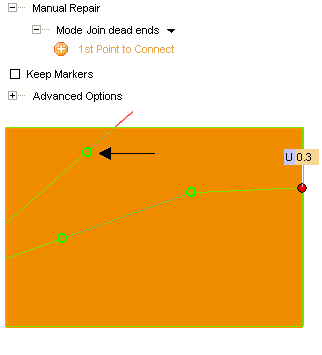 Manual Repair
Mode Join dead ends
1st Point to Connect
Keep Markers
Advanced Options
U 0.3